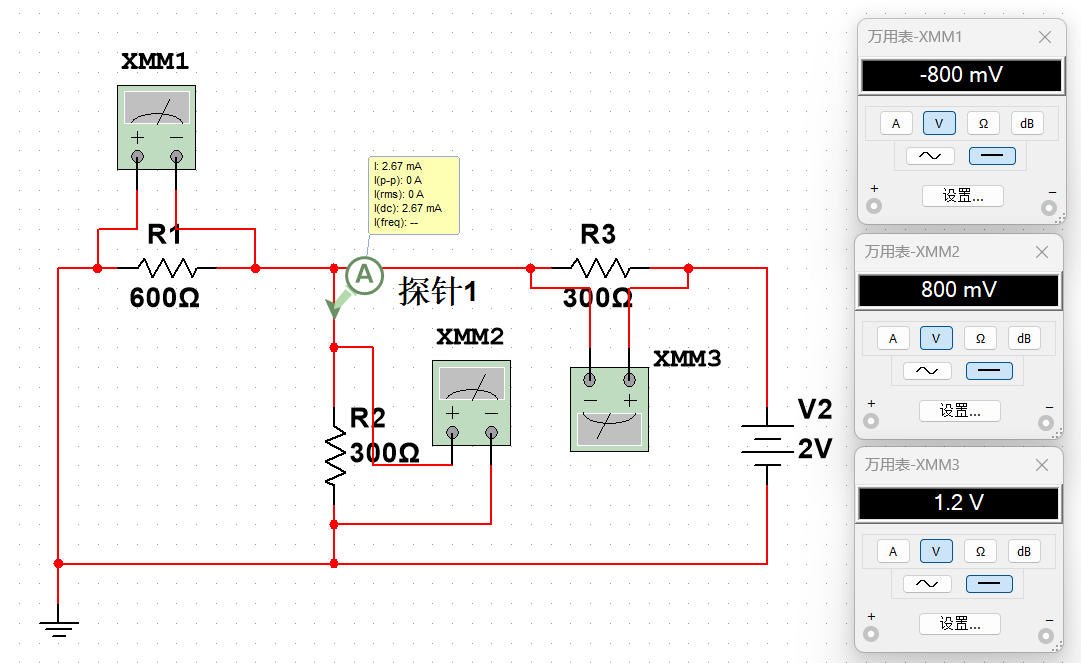 XMM1
+ −
R1
600Ω
I: 2.67 mA
I(p-p): 0 A
I(rms): 0 A
I(dc): 2.67 mA
I(freq): --
A
探针1
R3
300Ω
XMM2
+ −
R2
300Ω
XMM3
− +
V2
2V
万用表-XMM1
-800 mV
A V Ω dB
+ 设置... −
万用表-XMM2
800 mV
A V Ω dB
+ 设置... −
万用表-XMM3
1.2 V
A V Ω dB
+ 设置... −